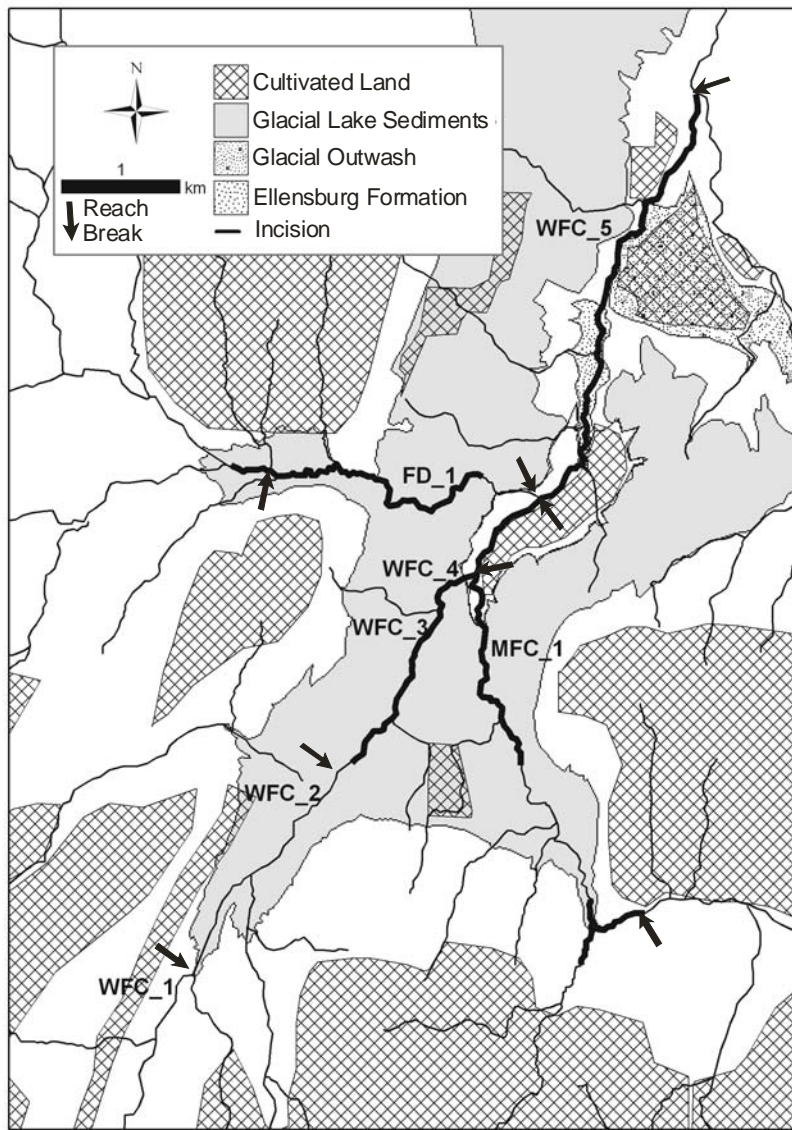 N
1
km
Reach
Break
Cultivated Land
Glacial Lake Sediments
Glacial Outwash
Ellensburg Formation
Incision
WFC_5
FD_1
WFC_4
WFC_3
MFC_1
WFC_2
WFC_1